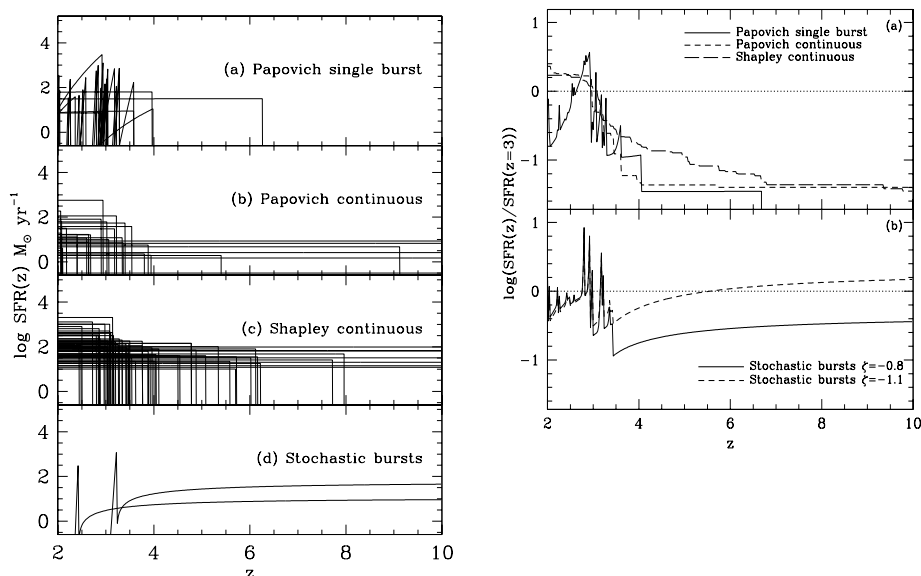 4
2
0
(a) Papovich single burst
4
2
0
(b) Papovich continuous
4
2
0
(c) Shapley continuous
4
2
0
(d) Stochastic bursts
log SFR(z) M⊙ yr⁻¹
2 4 6 8 10
z
1
0
−1
(a)
Papovich single burst
Papovich continuous
Shapley continuous
1
0
−1
(b)
Stochastic bursts ζ=−0.8
Stochastic bursts ζ=−1.1
log(SFR(z)/SFR(z=3))
2 4 6 8 10
z